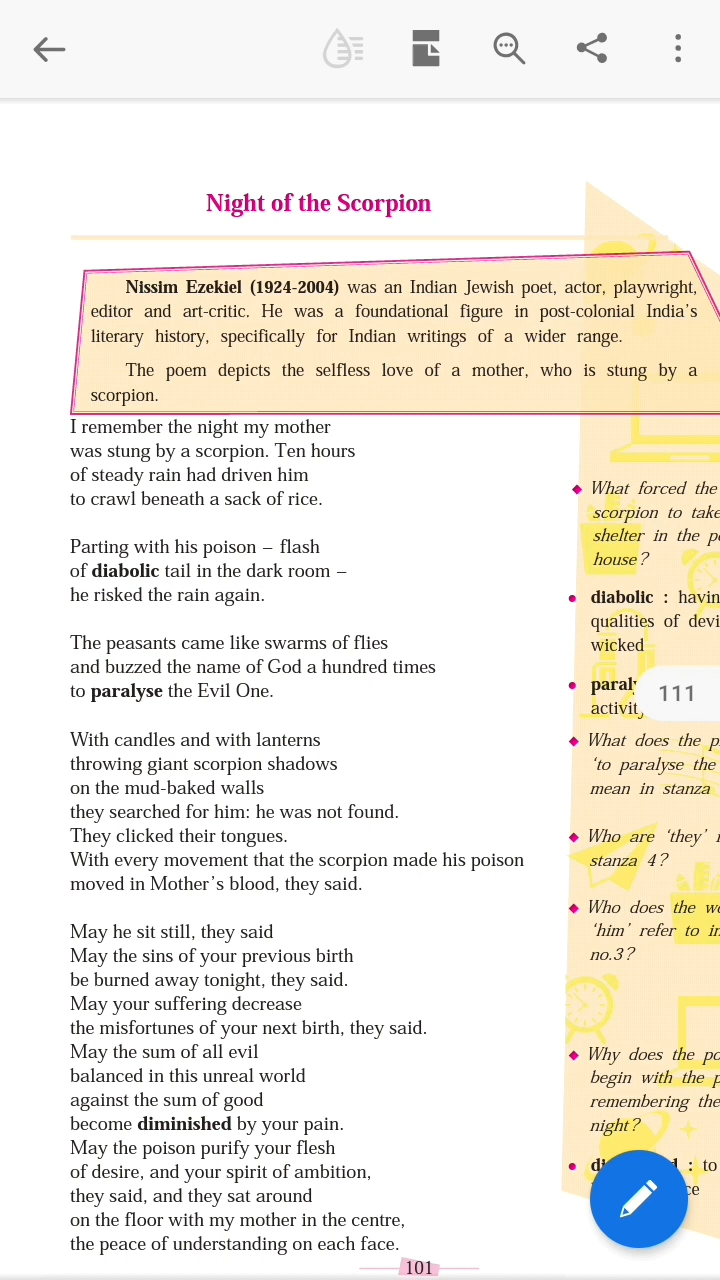 Night of the Scorpion
Nissim Ezekiel (1924-2004) was an Indian Jewish poet, actor, playwright,
editor and art-critic. He was a foundational figure in post-colonial India's
literary history, specifically for Indian writings of a wider range.
The poem depicts the selfless love of a mother, who is stung by a
scorpion.
I remember the night my mother
was stung by a scorpion. Ten hours
of steady rain had driven him
to crawl beneath a sack of rice.
Parting with his poison – flash
of diabolic tail in the dark room –
he risked the rain again.
The peasants came like swarms of flies
and buzzed the name of God a hundred times
to paralyse the Evil One.
With candles and with lanterns
throwing giant scorpion shadows
on the mud-baked walls
they searched for him: he was not found.
They clicked their tongues.
With every movement that the scorpion made his poison
moved in Mother's blood, they said.
May he sit still, they said
May the sins of your previous birth
be burned away tonight, they said.
May your suffering decrease
the misfortunes of your next birth, they said.
May the sum of all evil
balanced in this unreal world
against the sum of good
become diminished by your pain.
May the poison purify your flesh
of desire, and your spirit of ambition,
they said, and they sat around
on the floor with my mother in the centre,
the peace of understanding on each face.
What forced the
scorpion to take
shelter in the
house?
diabolic : 
qualities of
wicked
111
What does the
'to paralyse the
mean in stanza
Who are 'they'
stanza 4?
Who does the
'him' refer to
no.3?
Why does the
begin with the
remembering the
night?
: to
101